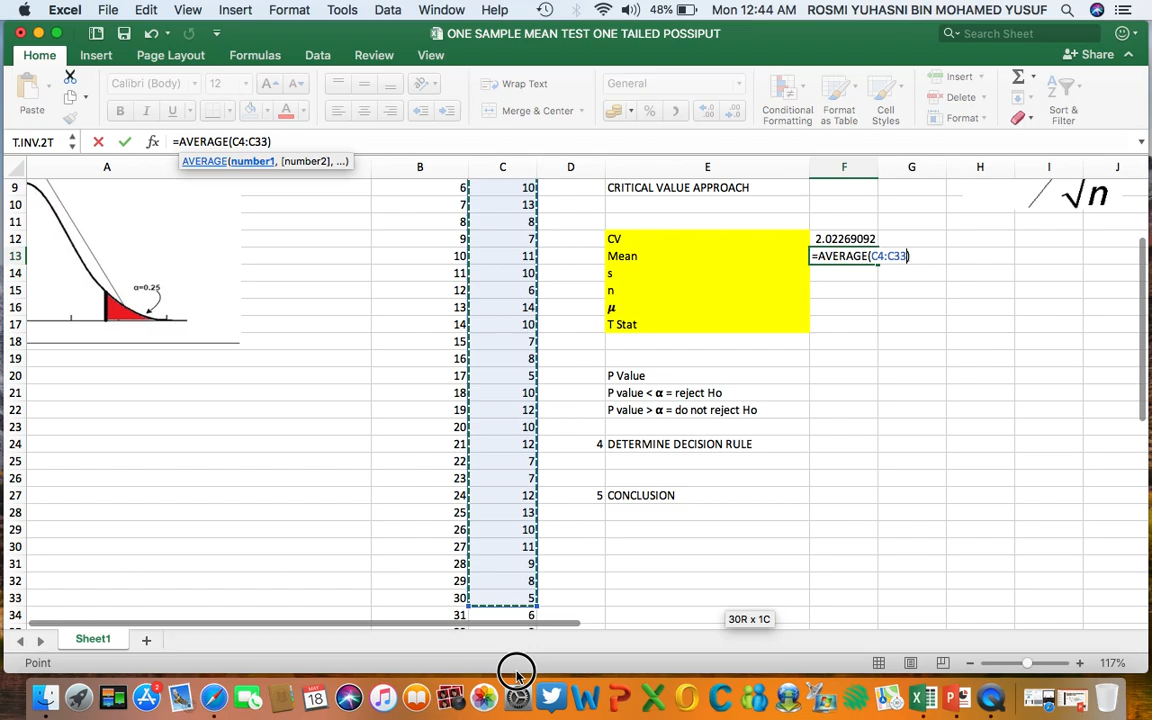 Excel File Edit View Insert Format Tools Data Window Help 48% Mon 12:44 AM ROSMI YUHASNI BIN MOHAMED YUSUF
ONE SAMPLE MEAN TEST ONE TAILED POSSIPUT Search Sheet
Home Insert Page Layout Formulas Data Review View Share
Paste Calibri (Body) 12 A A Wrap Text General Conditional Formatting Format as Table Cell Styles Insert Sort & Filter
B I U A Merge & Center % Delete
Format
T.INV.2T fx =AVERAGE(C4:C33)
AVERAGE(number1, [number2], ...)
A B C D E F G H I J
9 6 10 CRITICAL VALUE APPROACH √n
10 7 13
11 8 8
12 9 7 CV 2.02269092
13 10 11 Mean =AVERAGE(C4:C33)
14 11 10 s
15 α=0.25 12 6 n
16 13 14 μ
17 14 10 T Stat
18 15 7
19 16 8
20 17 5 P Value
21 18 10 P value < α = reject Ho
22 19 12 P value > α = do not reject Ho
23 20 10
24 21 12 4 DETERMINE DECISION RULE
25 22 7
26 23 7
27 24 12 5 CONCLUSION
28 25 13
29 26 10
30 27 11
31 28 9
32 29 8
33 30 5
34 31 6 30R x 1C
Sheet1
Point 117%